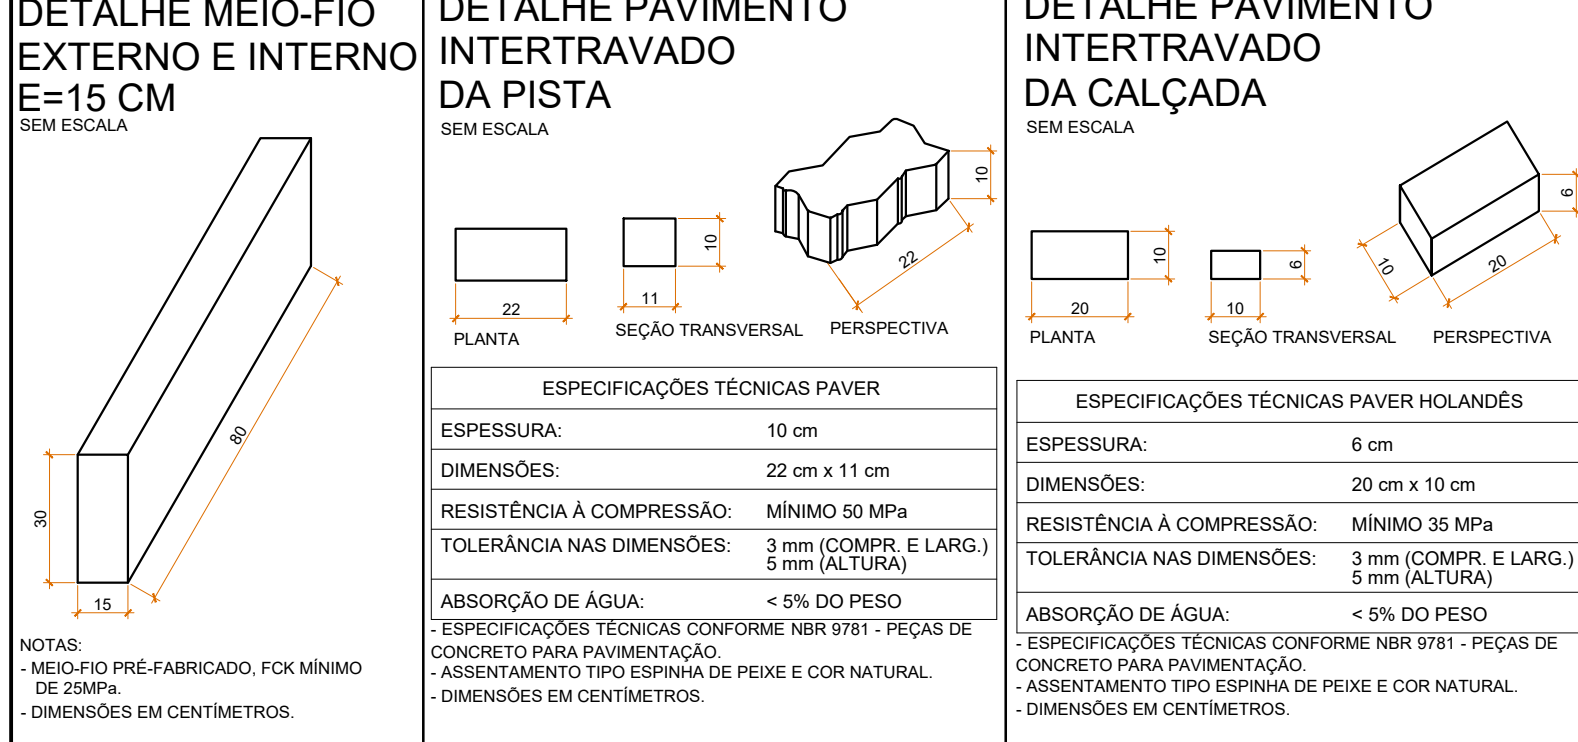 DETALHE MEIO-FIO
EXTERNO E INTERNO
E=15 CM
SEM ESCALA
80
30
15
NOTAS:
- MEIO-FIO PRÉ-FABRICADO, FCK MÍNIMO
DE 25MPa.
- DIMENSÕES EM CENTÍMETROS.
DETALHE PAVIMENTO
INTERTRAVADO
DA PISTA
SEM ESCALA
22
PLANTA
10
11
SEÇÃO TRANSVERSAL
10
22
PERSPECTIVA
ESPECIFICAÇÕES TÉCNICAS PAVER
ESPESSURA: 10 cm
DIMENSÕES: 22 cm x 11 cm
RESISTÊNCIA À COMPRESSÃO: MÍNIMO 50 MPa
TOLERÂNCIA NAS DIMENSÕES: 3 mm (COMPR. E LARG.)
5 mm (ALTURA)
ABSORÇÃO DE ÁGUA: < 5% DO PESO
- ESPECIFICAÇÕES TÉCNICAS CONFORME NBR 9781 - PEÇAS DE
CONCRETO PARA PAVIMENTAÇÃO.
- ASSENTAMENTO TIPO ESPINHA DE PEIXE E COR NATURAL.
- DIMENSÕES EM CENTÍMETROS.
DETALHE PAVIMENTO
INTERTRAVADO
DA CALÇADA
SEM ESCALA
10
20
PLANTA
6
10
SEÇÃO TRANSVERSAL
6
10
20
PERSPECTIVA
ESPECIFICAÇÕES TÉCNICAS PAVER HOLANDÊS
ESPESSURA: 6 cm
DIMENSÕES: 20 cm x 10 cm
RESISTÊNCIA À COMPRESSÃO: MÍNIMO 35 MPa
TOLERÂNCIA NAS DIMENSÕES: 3 mm (COMPR. E LARG.)
5 mm (ALTURA)
ABSORÇÃO DE ÁGUA: < 5% DO PESO
- ESPECIFICAÇÕES TÉCNICAS CONFORME NBR 9781 - PEÇAS DE
CONCRETO PARA PAVIMENTAÇÃO.
- ASSENTAMENTO TIPO ESPINHA DE PEIXE E COR NATURAL.
- DIMENSÕES EM CENTÍMETROS.